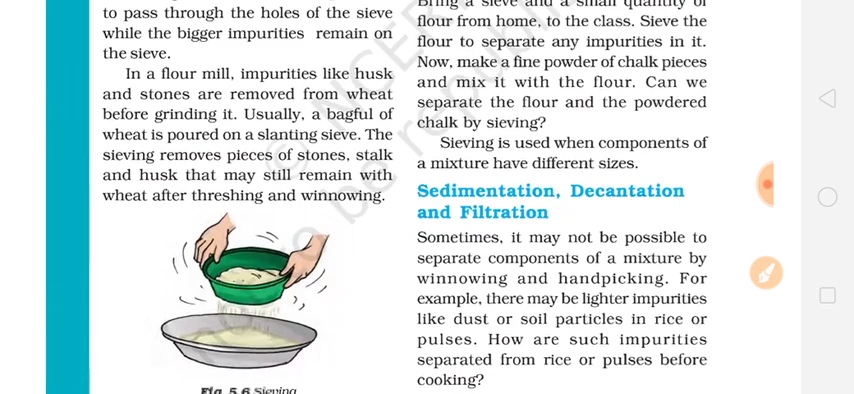 to pass through the holes of the sieve
while the bigger impurities remain on
the sieve.
In a flour mill, impurities like husk
and stones are removed from wheat
before grinding it. Usually, a bagful of
wheat is poured on a slanting sieve. The
sieving removes pieces of stones, stalk
and husk that may still remain with
wheat after threshing and winnowing.
Fig. 5.6 Sieving
Bring a sieve and a small quantity of
flour from home, to the class. Sieve the
flour to separate any impurities in it.
Now, make a fine powder of chalk pieces
and mix it with the flour. Can we
separate the flour and the powdered
chalk by sieving?
Sieving is used when components of
a mixture have different sizes.
Sedimentation, Decantation
and Filtration
Sometimes, it may not be possible to
separate components of a mixture by
winnowing and handpicking. For
example, there may be lighter impurities
like dust or soil particles in rice or
pulses. How are such impurities
separated from rice or pulses before
cooking?